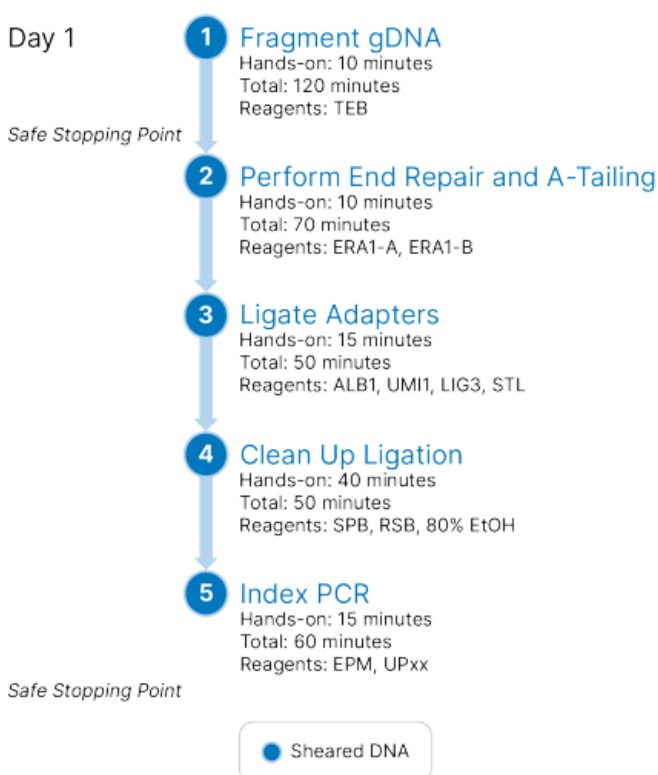 Day 1
1
Fragment gDNA
Hands-on: 10 minutes
Total: 120 minutes
Reagents: TEB
Safe Stopping Point
2
Perform End Repair and A-Tailing
Hands-on: 10 minutes
Total: 70 minutes
Reagents: ERA1-A, ERA1-B
3
Ligate Adapters
Hands-on: 15 minutes
Total: 50 minutes
Reagents: ALB1, UMI1, LIG3, STL
4
Clean Up Ligation
Hands-on: 40 minutes
Total: 50 minutes
Reagents: SPB, RSB, 80% EtOH
5
Index PCR
Hands-on: 15 minutes
Total: 60 minutes
Reagents: EPM, UPxx
Safe Stopping Point
Sheared DNA